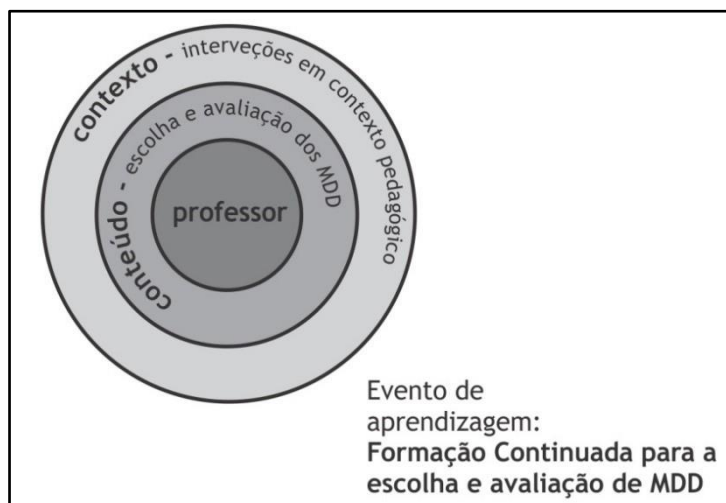 contexto - interveções em contexto pedagógico
conteúdo - escolha e avaliação dos MDD
professor
Evento de
aprendizagem:
Formação Continuada para a
escolha e avaliação de MDD